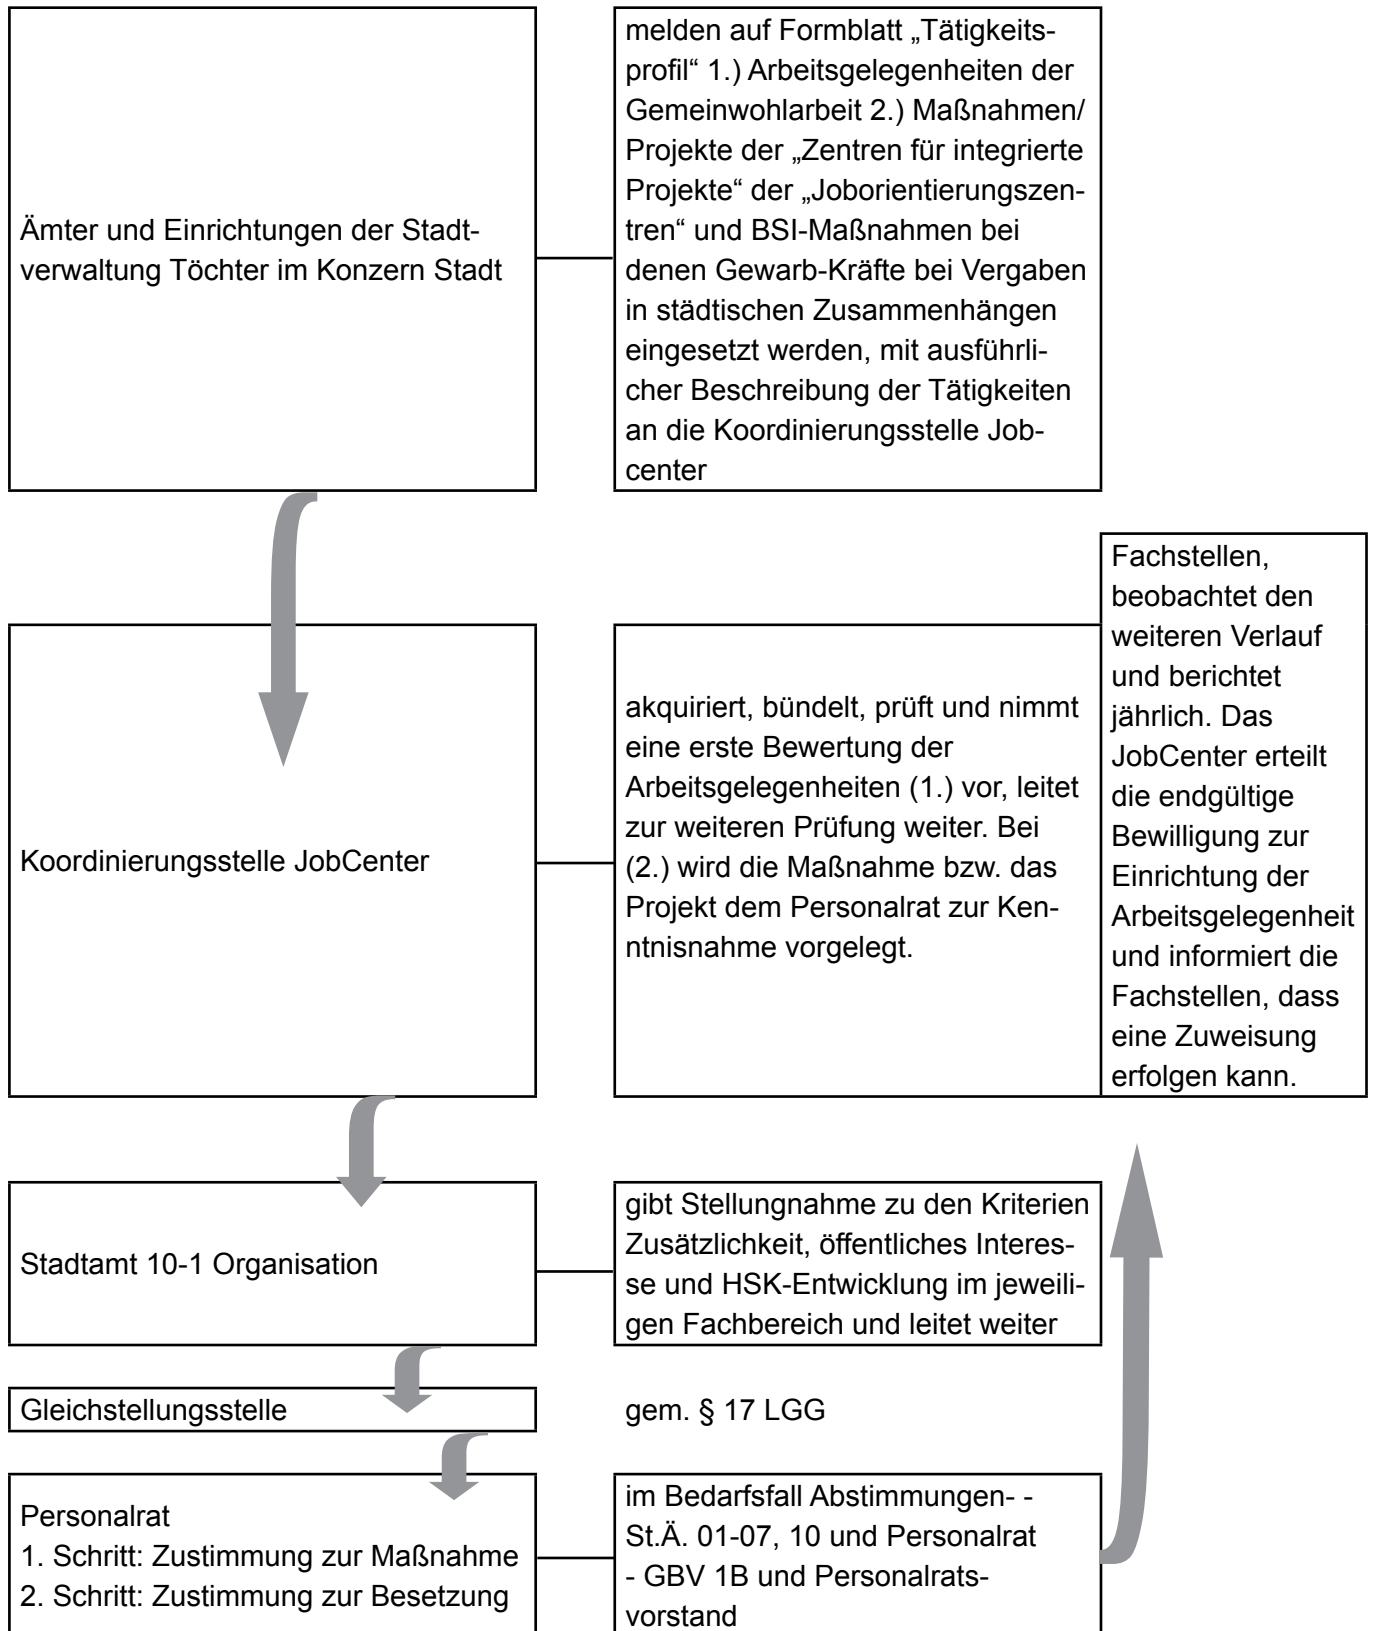 Ämter und Einrichtungen der Stadt-
verwaltung Töchter im Konzern Stadt
melden auf Formblatt „Tätigkeits-
profil“ 1.) Arbeitsgelegenheiten der
Gemeinwohlarbeit 2.) Maßnahmen/
Projekte der „Zentren für integrierte
Projekte“ der „Joborientierungszen-
tren“ und BSI-Maßnahmen bei
denen Gewarb-Kräfte bei Vergaben
in städtischen Zusammenhängen
eingesetzt werden, mit ausführli-
cher Beschreibung der Tätigkeiten
an die Koordinierungsstelle Job-
center
Koordinierungsstelle JobCenter
akquiriert, bündelt, prüft und nimmt
eine erste Bewertung der
Arbeitsgelegenheiten (1.) vor, leitet
zur weiteren Prüfung weiter. Bei
(2.) wird die Maßnahme bzw. das
Projekt dem Personalrat zur Ken-
ntnisnahme vorgelegt.
Fachstellen,
beobachtet den
weiteren Verlauf
und berichtet
jährlich. Das
JobCenter erteilt
die endgültige
Bewilligung zur
Einrichtung der
Arbeitsgelegenheit
und informiert die
Fachstellen, dass
eine Zuweisung
erfolgen kann.
Stadtamt 10-1 Organisation
gibt Stellungnahme zu den Kriterien
Zusätzlichkeit, öffentliches Interes-
se und HSK-Entwicklung im jeweili-
gen Fachbereich und leitet weiter
Gleichstellungsstelle
gem. § 17 LGG
Personalrat
1. Schritt: Zustimmung zur Maßnahme
2. Schritt: Zustimmung zur Besetzung
im Bedarfsfall Abstimmungen- -
St.Ä. 01-07, 10 und Personalrat
- GBV 1B und Personalrats-
vorstand